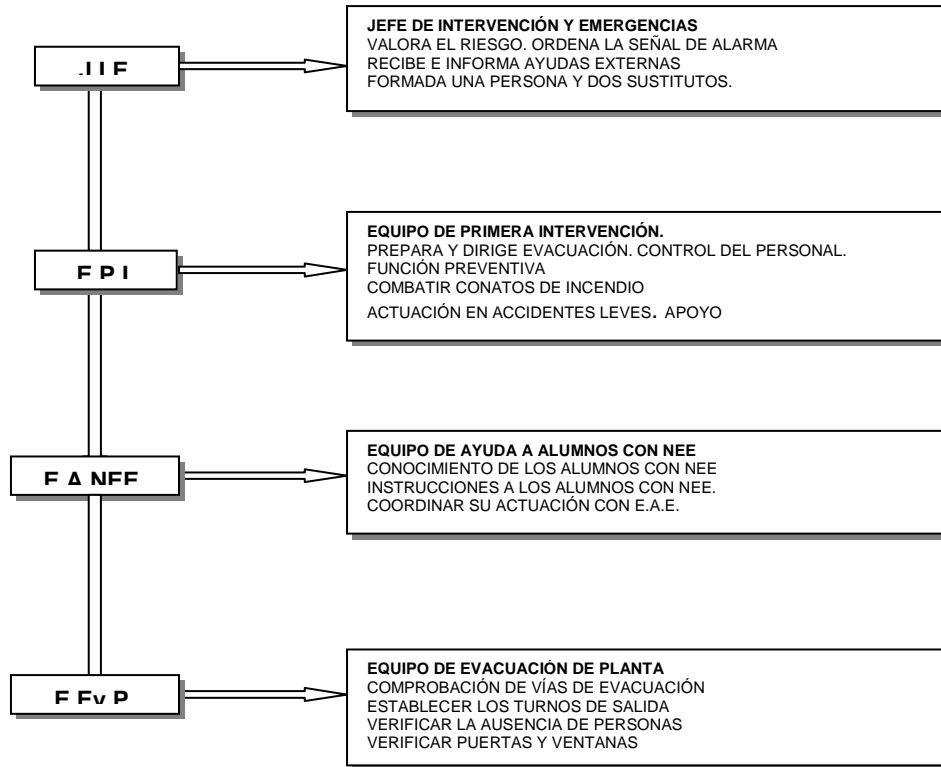 JEFE DE INTERVENCIÓN Y EMERGENCIAS
VALORA EL RIESGO. ORDENA LA SEÑAL DE ALARMA
RECIBE E INFORMA AYUDAS EXTERNAS
FORMADA UNA PERSONA Y DOS SUSTITUTOS.
E.P.I.
EQUIPO DE PRIMERA INTERVENCIÓN.
PREPARA Y DIRIGE EVACUACIÓN. CONTROL DEL PERSONAL.
FUNCIÓN PREVENTIVA
COMBATIR CONATOS DE INCENDIO
ACTUACIÓN EN ACCIDENTES LEVES. APOYO
E.A.NEE
EQUIPO DE AYUDA A ALUMNOS CON NEE
CONOCIMIENTO DE LOS ALUMNOS CON NEE
INSTRUCCIONES A LOS ALUMNOS CON NEE.
COORDINAR SU ACTUACIÓN CON E.A.E.
E.Ev.P.
EQUIPO DE EVACUACIÓN DE PLANTA
COMPROBACIÓN DE VÍAS DE EVACUACIÓN
ESTABLECER LOS TURNOS DE SALIDA
VERIFICAR LA AUSENCIA DE PERSONAS
VERIFICAR PUERTAS Y VENTANAS